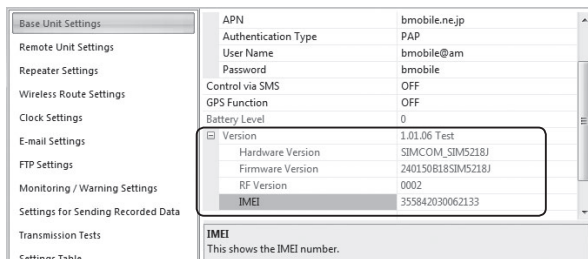 Base Unit Settings
Remote Unit Settings
Repeater Settings
Wireless Route Settings
Clock Settings
E-mail Settings
FTP Settings
Monitoring / Warning Settings
Settings for Sending Recorded Data
Transmission Tests
Settings Table
APN bmobile.ne.jp
Authentication Type PAP
User Name bmobile@am
Password bmobile
Control via SMS OFF
GPS Function OFF
Battery Level 0
Version 1.01.06 Test
Hardware Version SIMCOM_SIM5218J
Firmware Version 240150B18SIM5218J
RF Version 0002
IMEI 355842030062133
IMEI
This shows the IMEI number.